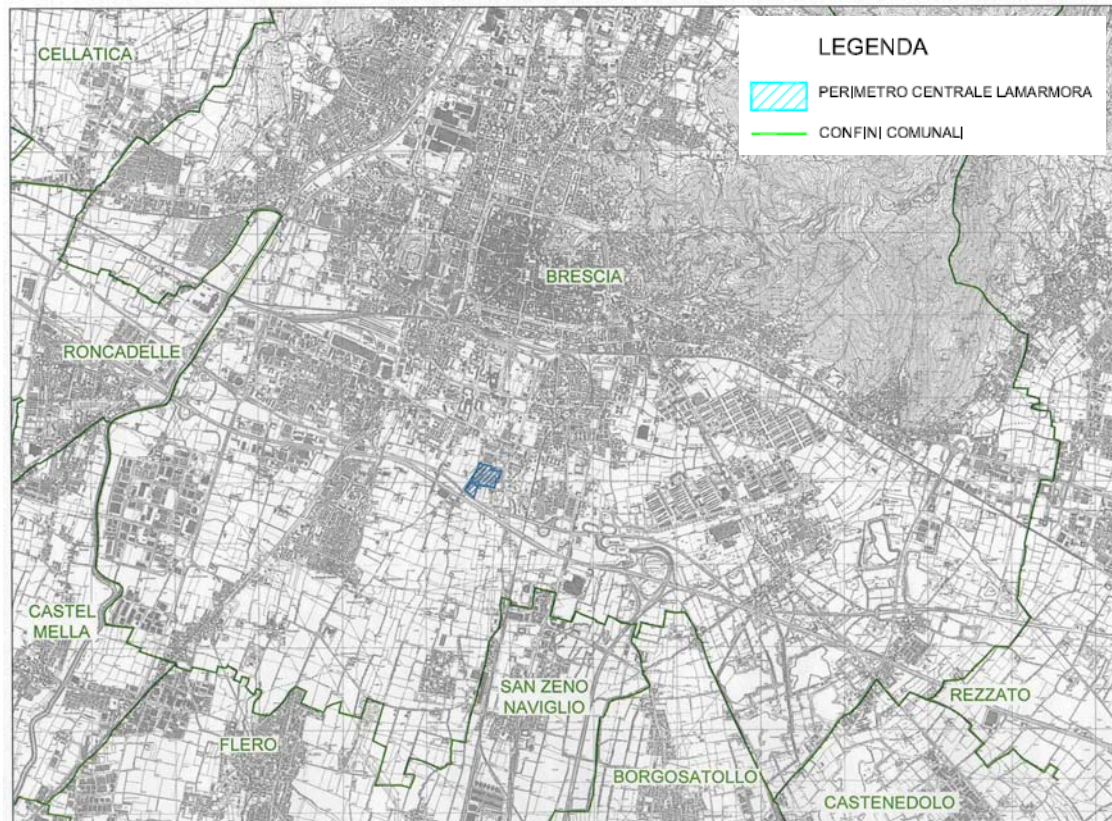 CELLATICA
LEGENDA
PERIMETRO CENTRALE LAMARMORA
CONFINI COMUNALI
BRESCIA
RONCADELLE
CASTEL
MELLA
SAN ZENO
NAVIGLIO
REZZATO
FLERO
BORGOSATOLLO
CASTENEDOLO